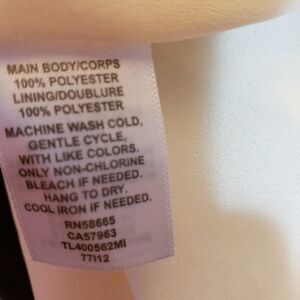 MAIN BODY/CORPS
100% POLYESTER
LINING/DOUBLURE
100% POLYESTER
MACHINE WASH COLD,
GENTLE CYCLE,
WITH LIKE COLORS.
ONLY NON-CHLORINE
BLEACH IF NEEDED.
HANG TO DRY.
COOL IRON IF NEEDED.
RN58665
CA57963
TL400562MI
77I12